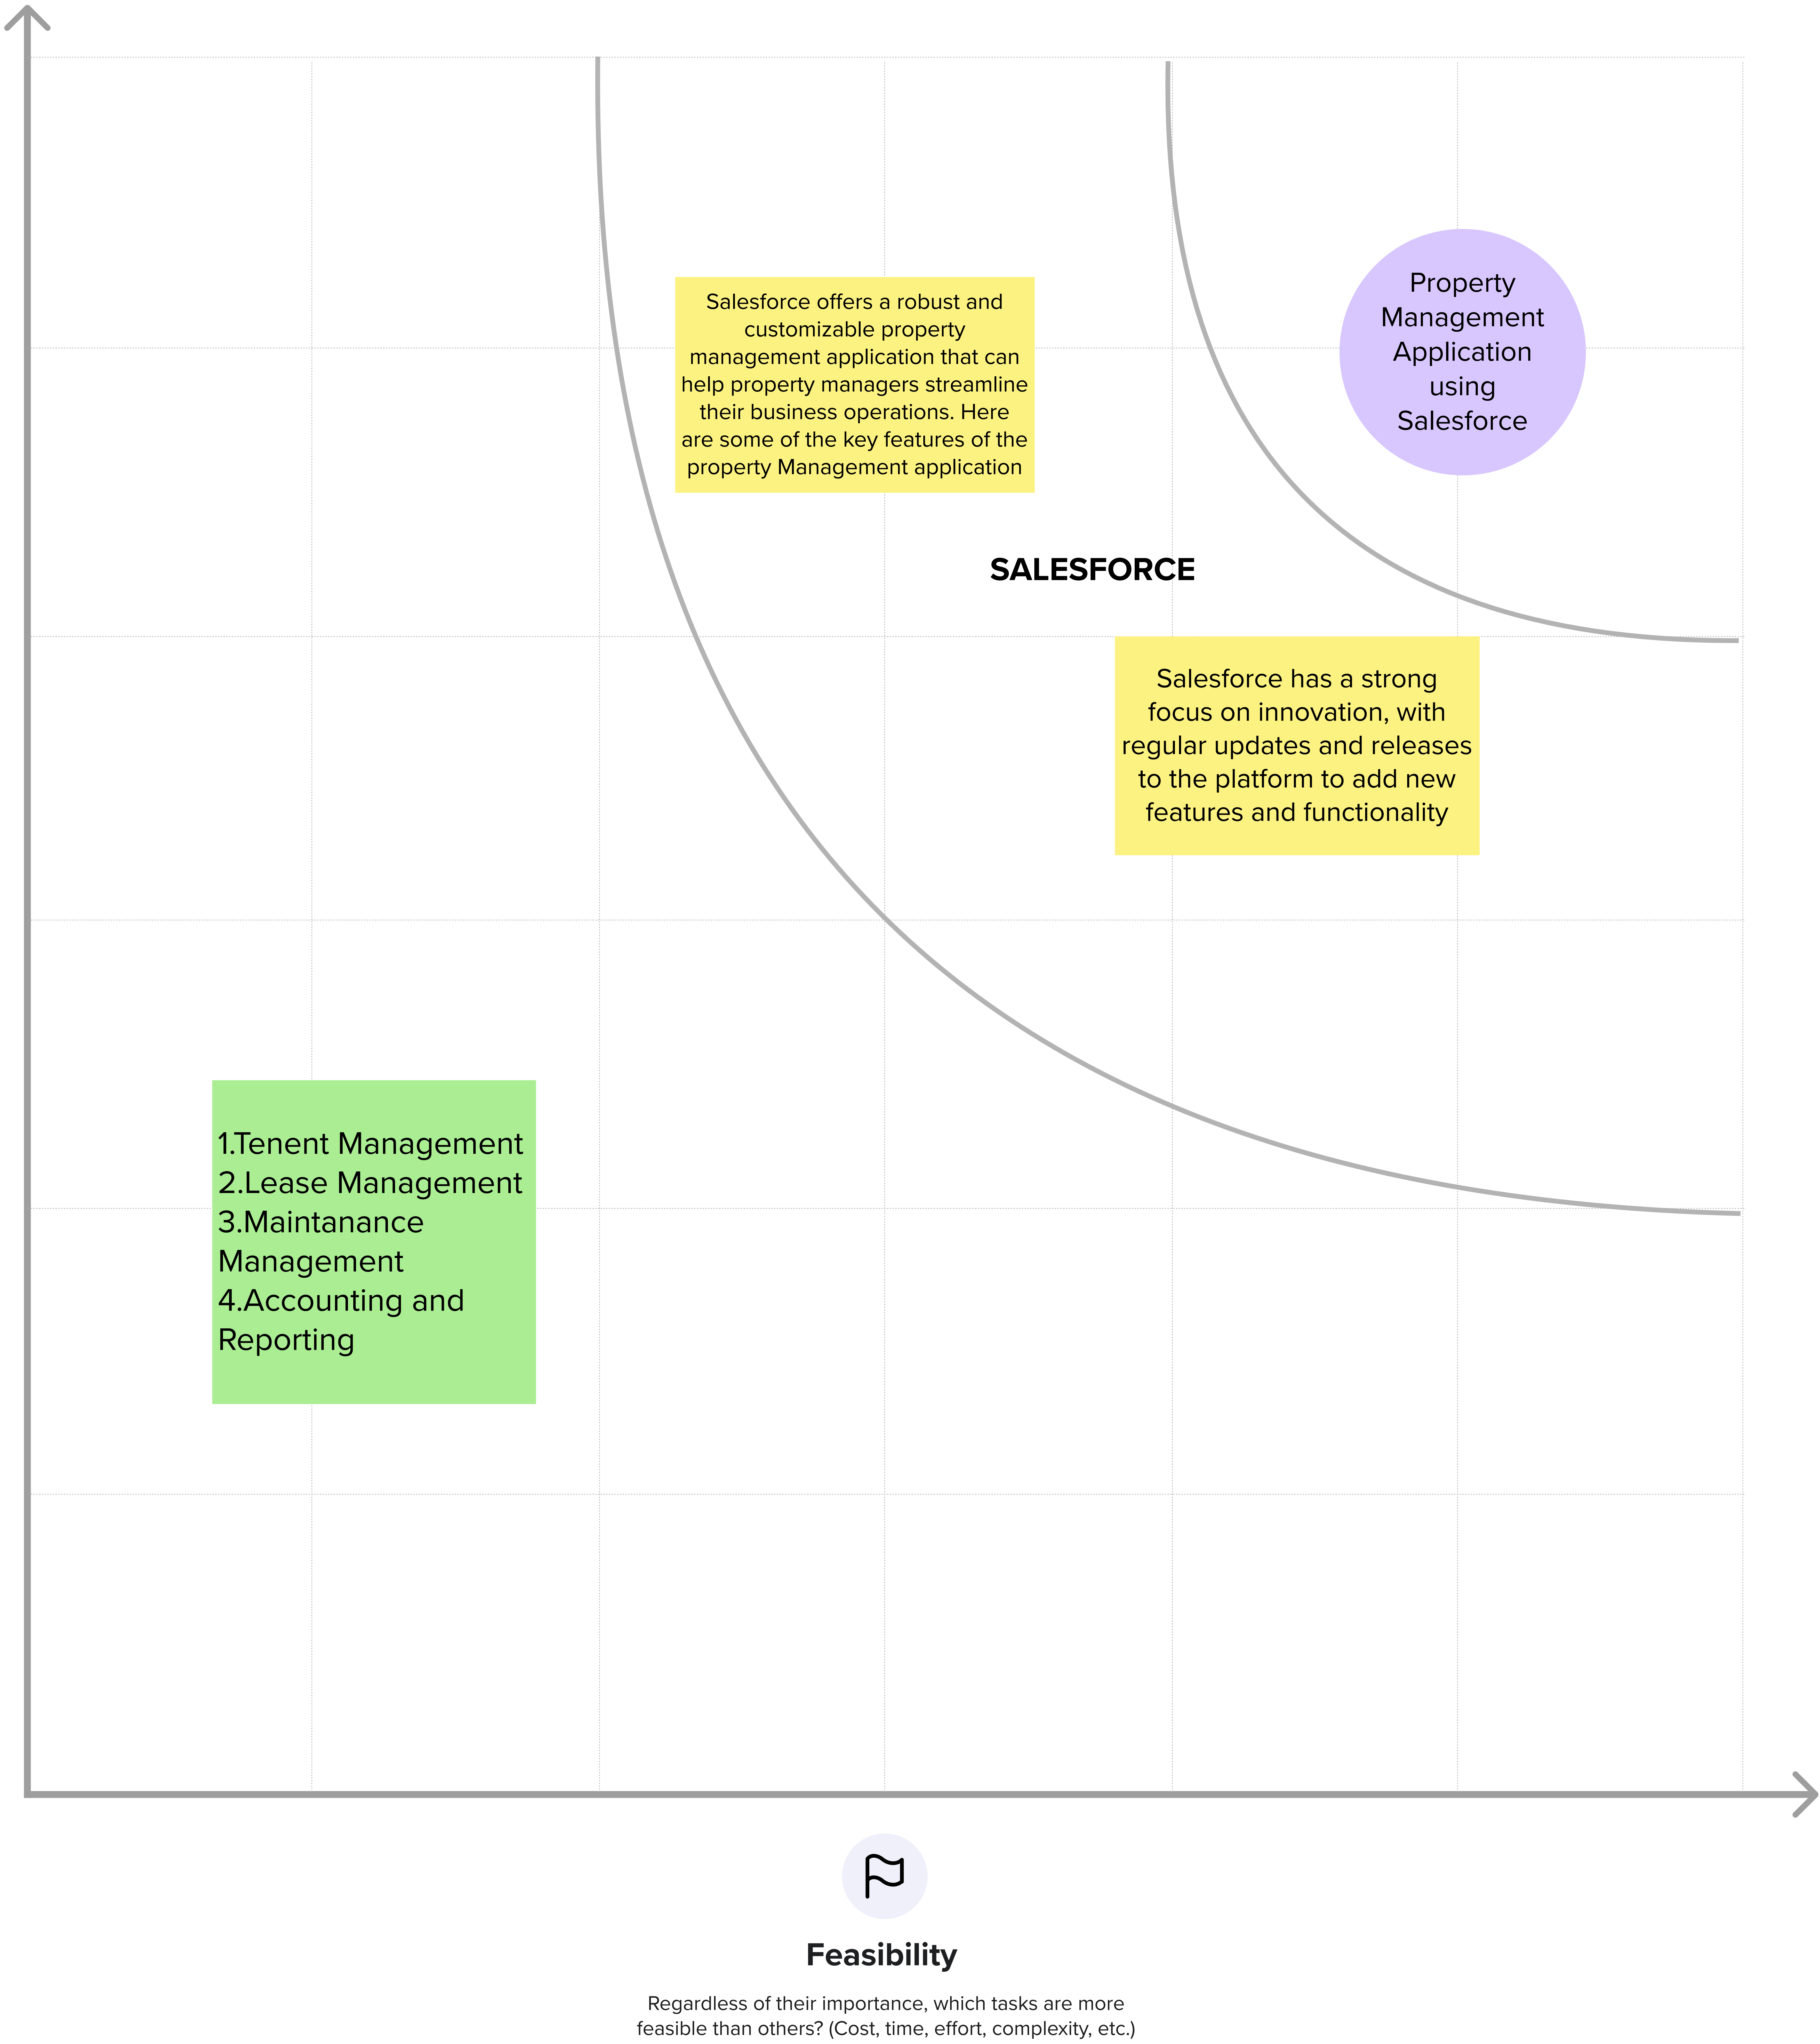 Salesforce offers a robust and
customizable property
management application that can
help property managers streamline
their business operations. Here
are some of the key features of the
property Management application
Property
Management
Application
using
Salesforce
SALESFORCE
Salesforce has a strong
focus on innovation, with
regular updates and releases
to the platform to add new
features and functionality
1.Tenent Management
2.Lease Management
3.Maintanance
Management
4.Accounting and
Reporting
Feasibility
Regardless of their importance, which tasks are more
feasible than others? (Cost, time, effort, complexity, etc.)